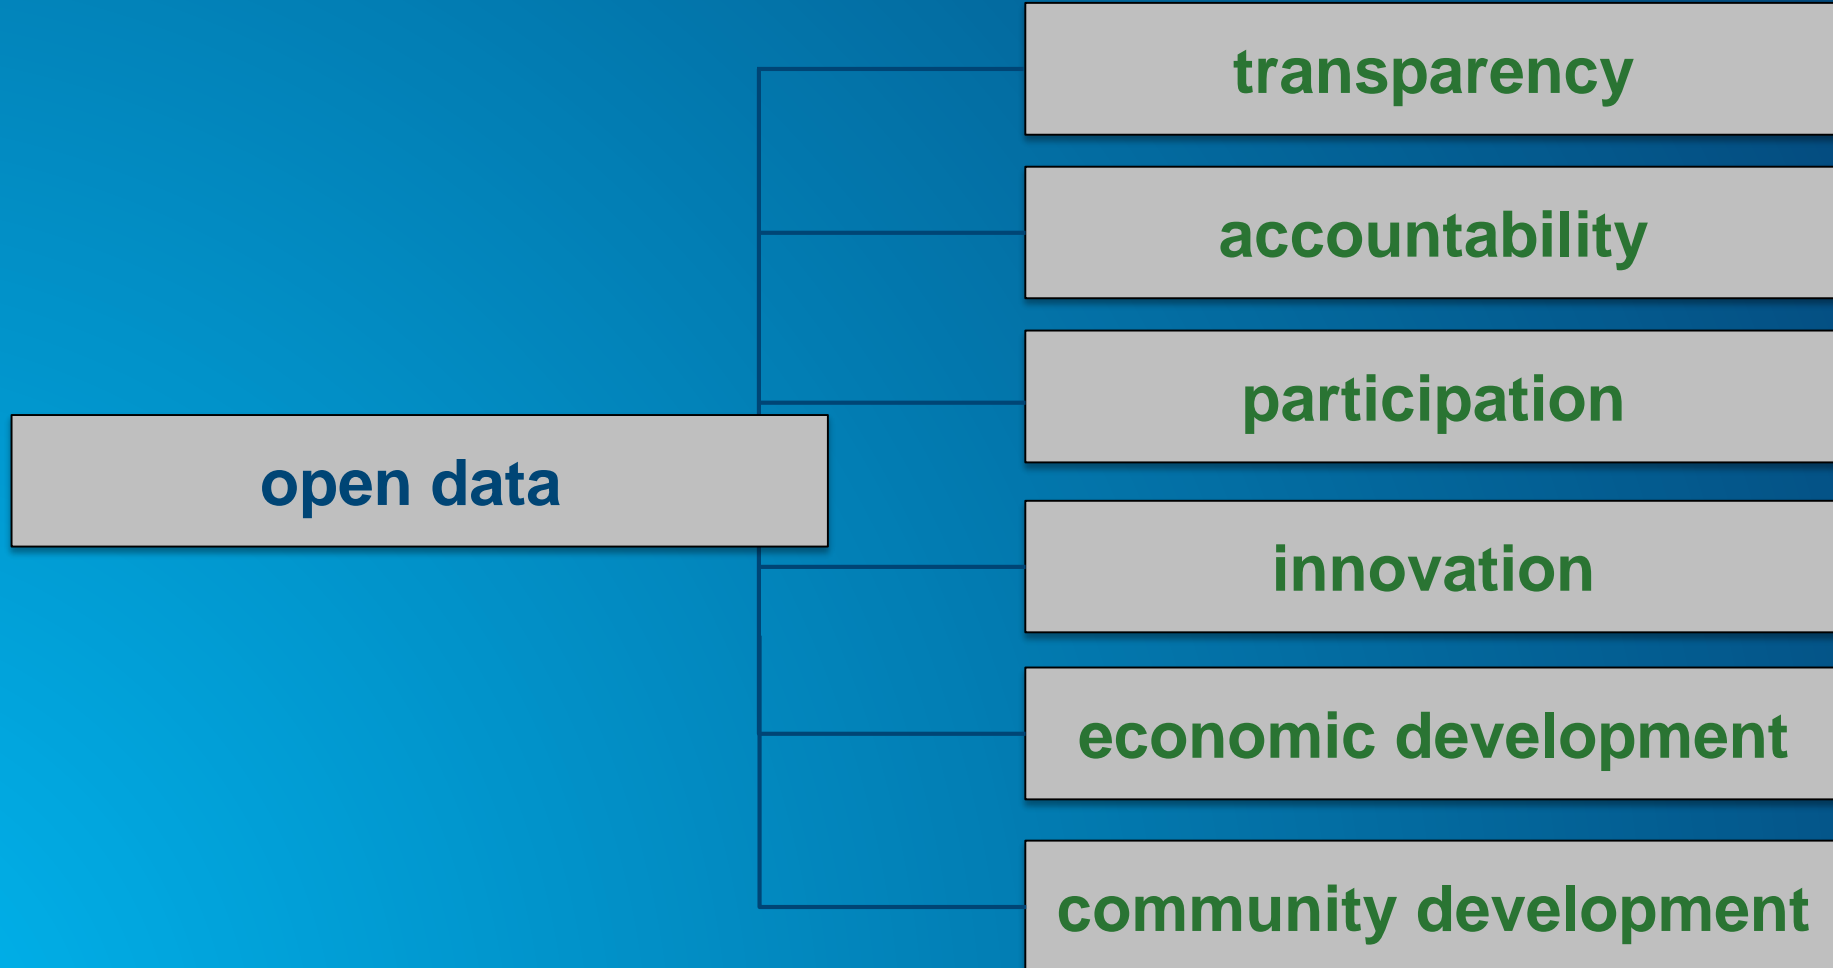 transparency
accountability
participation
open data
innovation
economic development
community development